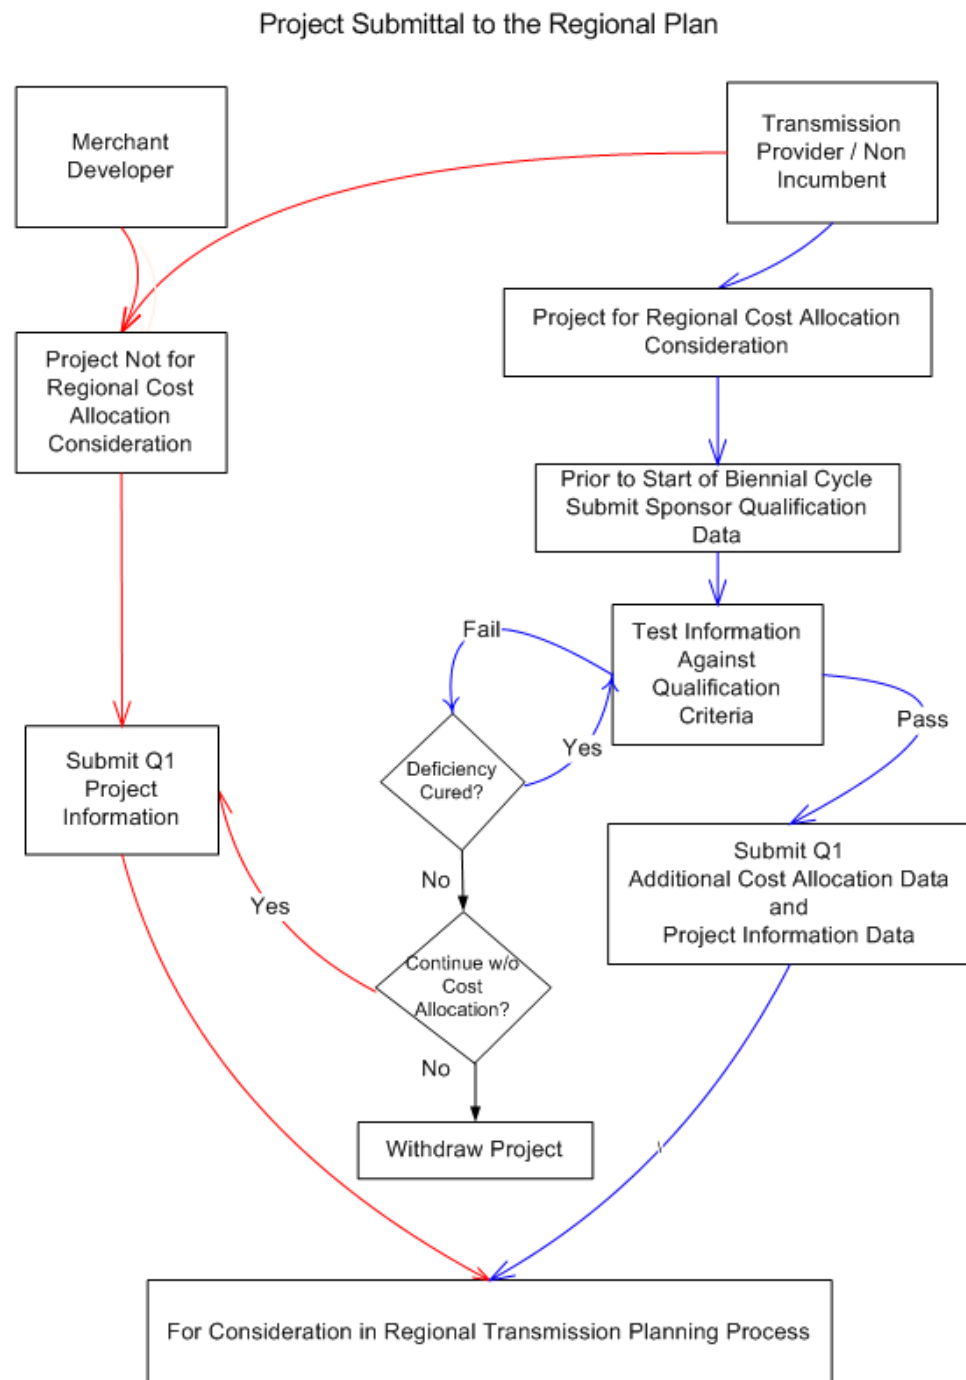 Project Submittal to the Regional Plan
Merchant
Developer
Transmission
Provider / Non
Incumbent
Project for Regional Cost Allocation
Consideration
Project Not for
Regional Cost
Allocation
Consideration
Prior to Start of Biennial Cycle
Submit Sponsor Qualification
Data
Test Information
Against
Qualification
Criteria
Fail
Yes
Pass
Deficiency
Cured?
Submit Q1
Project
Information
No
Submit Q1
Additional Cost Allocation Data
and
Project Information Data
Yes
Continue w/o
Cost
Allocation?
No
Withdraw Project
For Consideration in Regional Transmission Planning Process